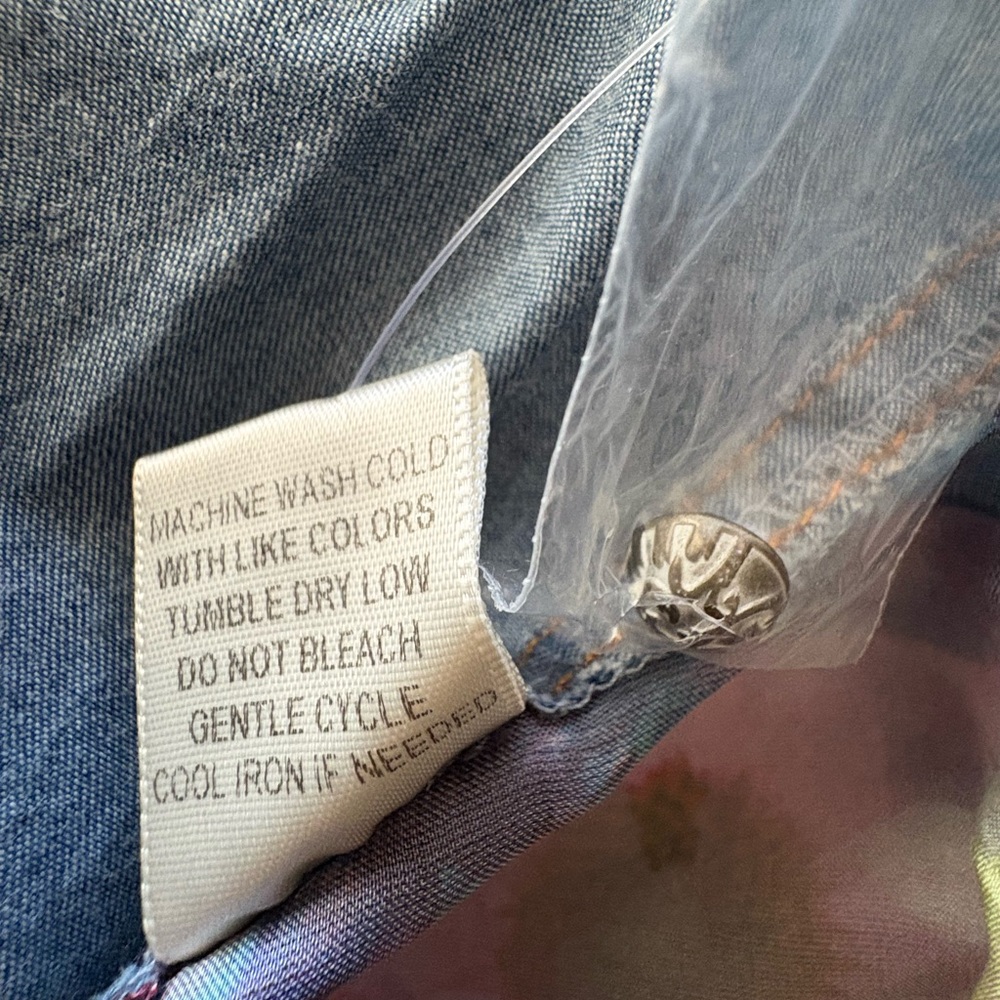 MACHINE WASH COLD
WITH LIKE COLORS
TUMBLE DRY LOW
DO NOT BLEACH
GENTLE CYCLE
COOL IRON IF NEEDED